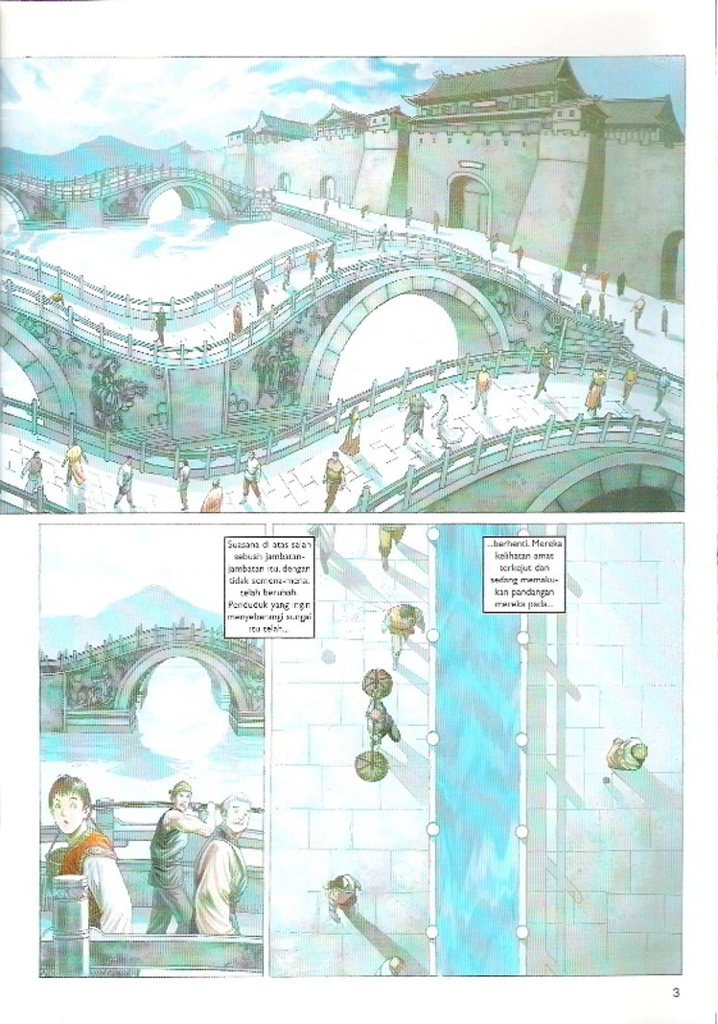 Suasana di atas salah
sebuah jambatan-
jambatan itu, dengan
tidak semena-mena,
telah beruboh.
Penduduk yang ingin
menyeberangi sungai
itu telah...
...berhenti. Mereka
kelihatan amat
terkejut dan
sedang memaku-
kan pandangan
mereka pada...
3